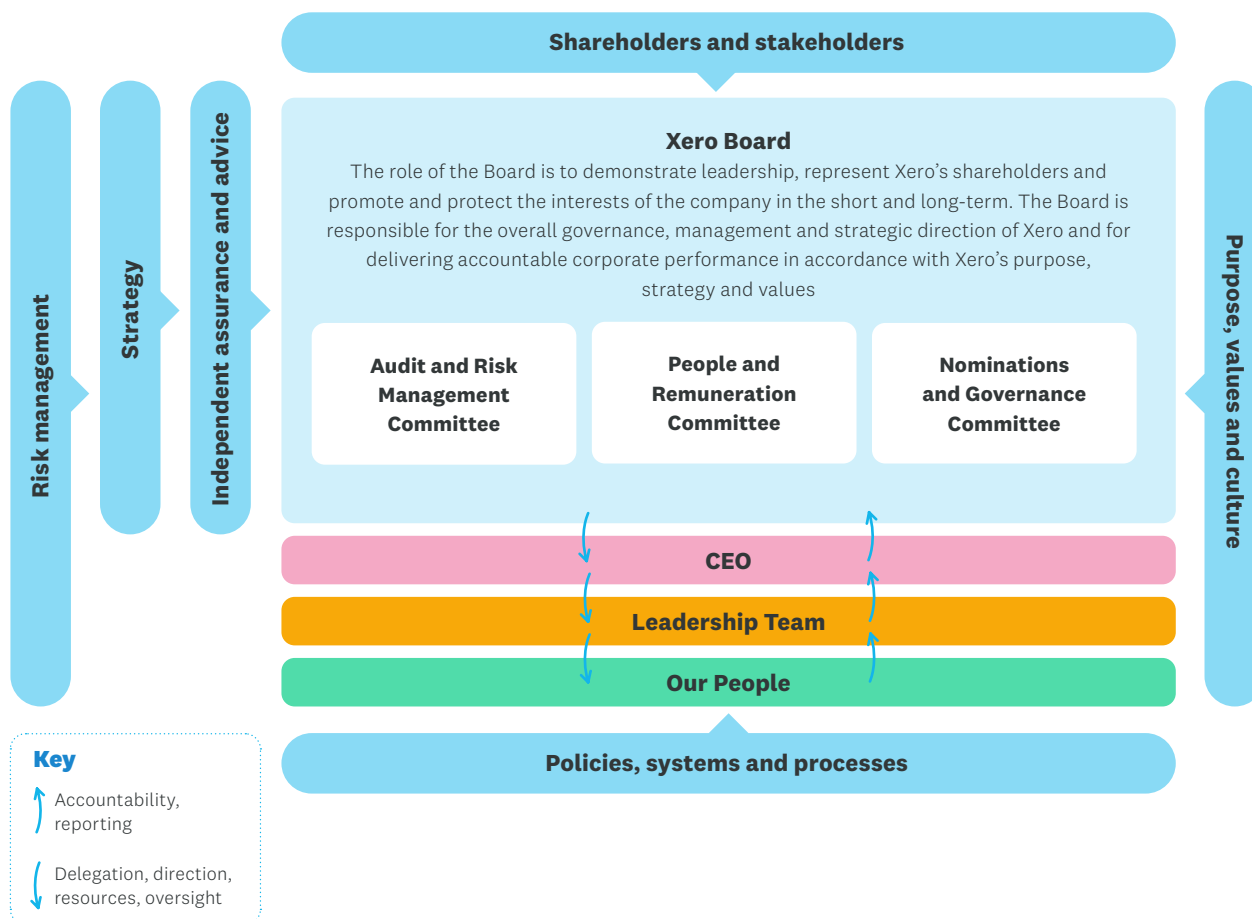 Shareholders and stakeholders
Risk management
Strategy
Independent assurance and advice
Xero Board
The role of the Board is to demonstrate leadership, represent Xero’s shareholders and
promote and protect the interests of the company in the short and long-term. The Board is
responsible for the overall governance, management and strategic direction of Xero and for
delivering accountable corporate performance in accordance with Xero’s purpose,
strategy and values
Audit and Risk
Management
Committee
People and
Remuneration
Committee
Nominations
and Governance
Committee
Purpose, values and culture
CEO
Leadership Team
Our People
Policies, systems and processes
Key
Accountability,
reporting
Delegation, direction,
resources, oversight